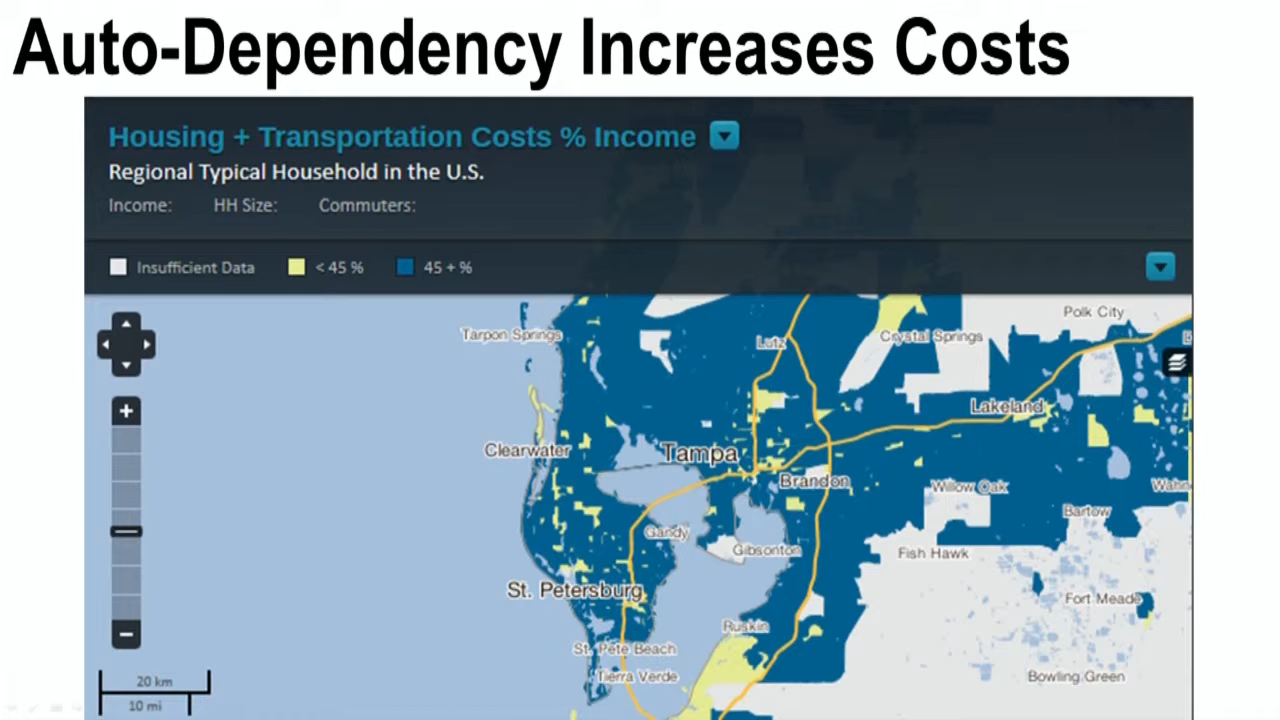 Auto-Dependency Increases Costs
Housing + Transportation Costs % Income
Regional Typical Household in the U.S.
Income: HH Size: Commuters:
Insufficient Data < 45 % 45 + %
Polk City
Tarpon Springs
Lutz
Crystal Springs
Lakeland
Clearwater
Tampa
Brandon
Willow Oak
Bartow
Gandy
Gibsonton
Fish Hawk
St. Petersburg
Fort Meade
Ruskin
St. Pete Beach
Tierra Verde
Bowling Green
20 km
10 mi